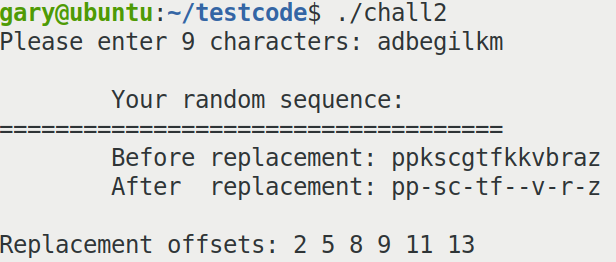 gary@ubuntu:~/testcode$ ./chall2
Please enter 9 characters: adbegilkm
Your random sequence:
====================================
Before replacement: ppkscgtfkkvbraz
After  replacement: pp-sc-tf--v-r-z
Replacement offsets: 2 5 8 9 11 13